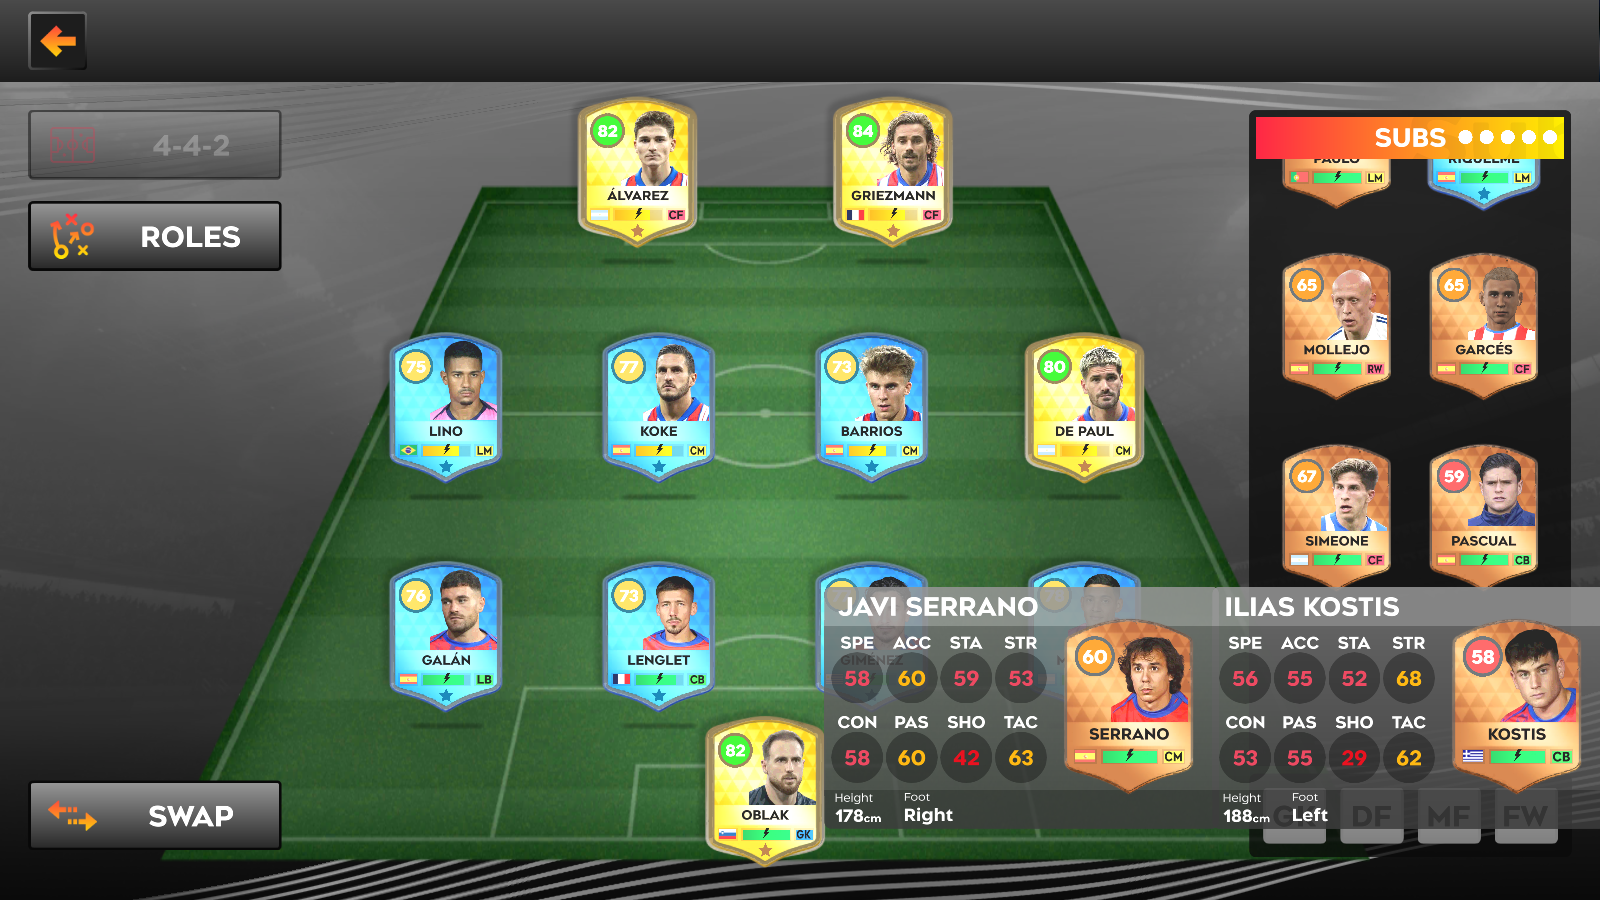 4-4-2
ROLES
SWAP
82
ÁLVAREZ
CF
84
GRIEZMANN
CF
75
LINO
LM
77
KOKE
CM
73
BARRIOS
CM
80
DE PAUL
CM
76
GALÁN
LB
73
LENGLET
CB
GIMÉNEZ
82
OBLAK
GK
SUBS
PAULO
LM
RIQUELME
LM
65
MOLLEJO
RW
65
GARCÉS
CF
67
SIMEONE
CF
59
PASCUAL
CB
JAVI SERRANO
SPE ACC STA STR
58 60 59 53
CON PAS SHO TAC
58 60 42 63
Height Foot
178cm Right
60
SERRANO
CM
ILIAS KOSTIS
SPE ACC STA STR
56 55 52 68
CON PAS SHO TAC
53 55 29 62
Height Foot
188cm Left
58
KOSTIS
CB
GK DF MF FW